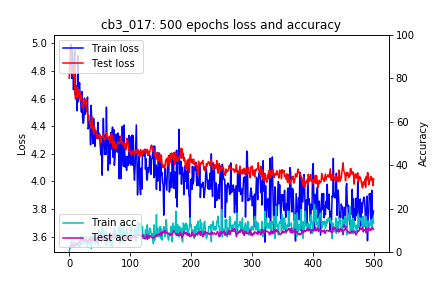 cb3_017: 500 epochs loss and accuracy
5.0
4.8
4.6
4.4
4.2
4.0
3.8
3.6
Loss
Train loss
Test loss
Train acc
Test acc
100
80
60
40
20
0
Accuracy
0 100 200 300 400 500